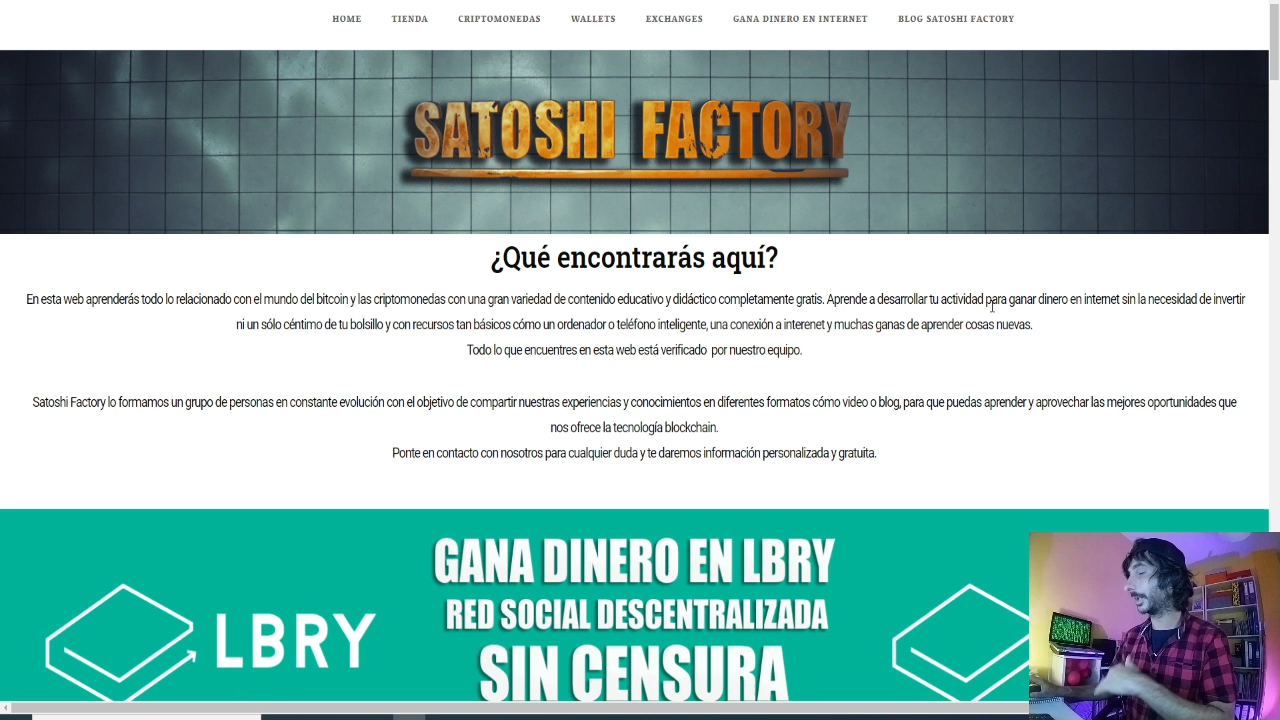 HOME TIENDA CRIPTOMONEDAS WALLETS EXCHANGES GANA DINERO EN INTERNET BLOG SATOSHI FACTORY
SATOSHI FACTORY
¿Qué encontrarás aquí?
En esta web aprenderás todo lo relacionado con el mundo del bitcoin y las criptomonedas con una gran variedad de contenido educativo y didáctico completamente gratis. Aprende a desarrollar tu actividad para ganar dinero en internet sin la necesidad de invertir
ni un sólo céntimo de tu bolsillo y con recursos tan básicos cómo un ordenador o teléfono inteligente, una conexión a interenet y muchas ganas de aprender cosas nuevas.
Todo lo que encuentres en esta web está verificado por nuestro equipo.
Satoshi Factory lo formamos un grupo de personas en constante evolución con el objetivo de compartir nuestras experiencias y conocimientos en diferentes formatos cómo video o blog, para que puedas aprender y aprovechar las mejores oportunidades que
nos ofrece la tecnología blockchain.
Ponte en contacto con nosotros para cualquier duda y te daremos información personalizada y gratuita.
GANA DINERO EN LBRY
RED SOCIAL DESCENTRALIZADA
LBRY
SIN CENSURA